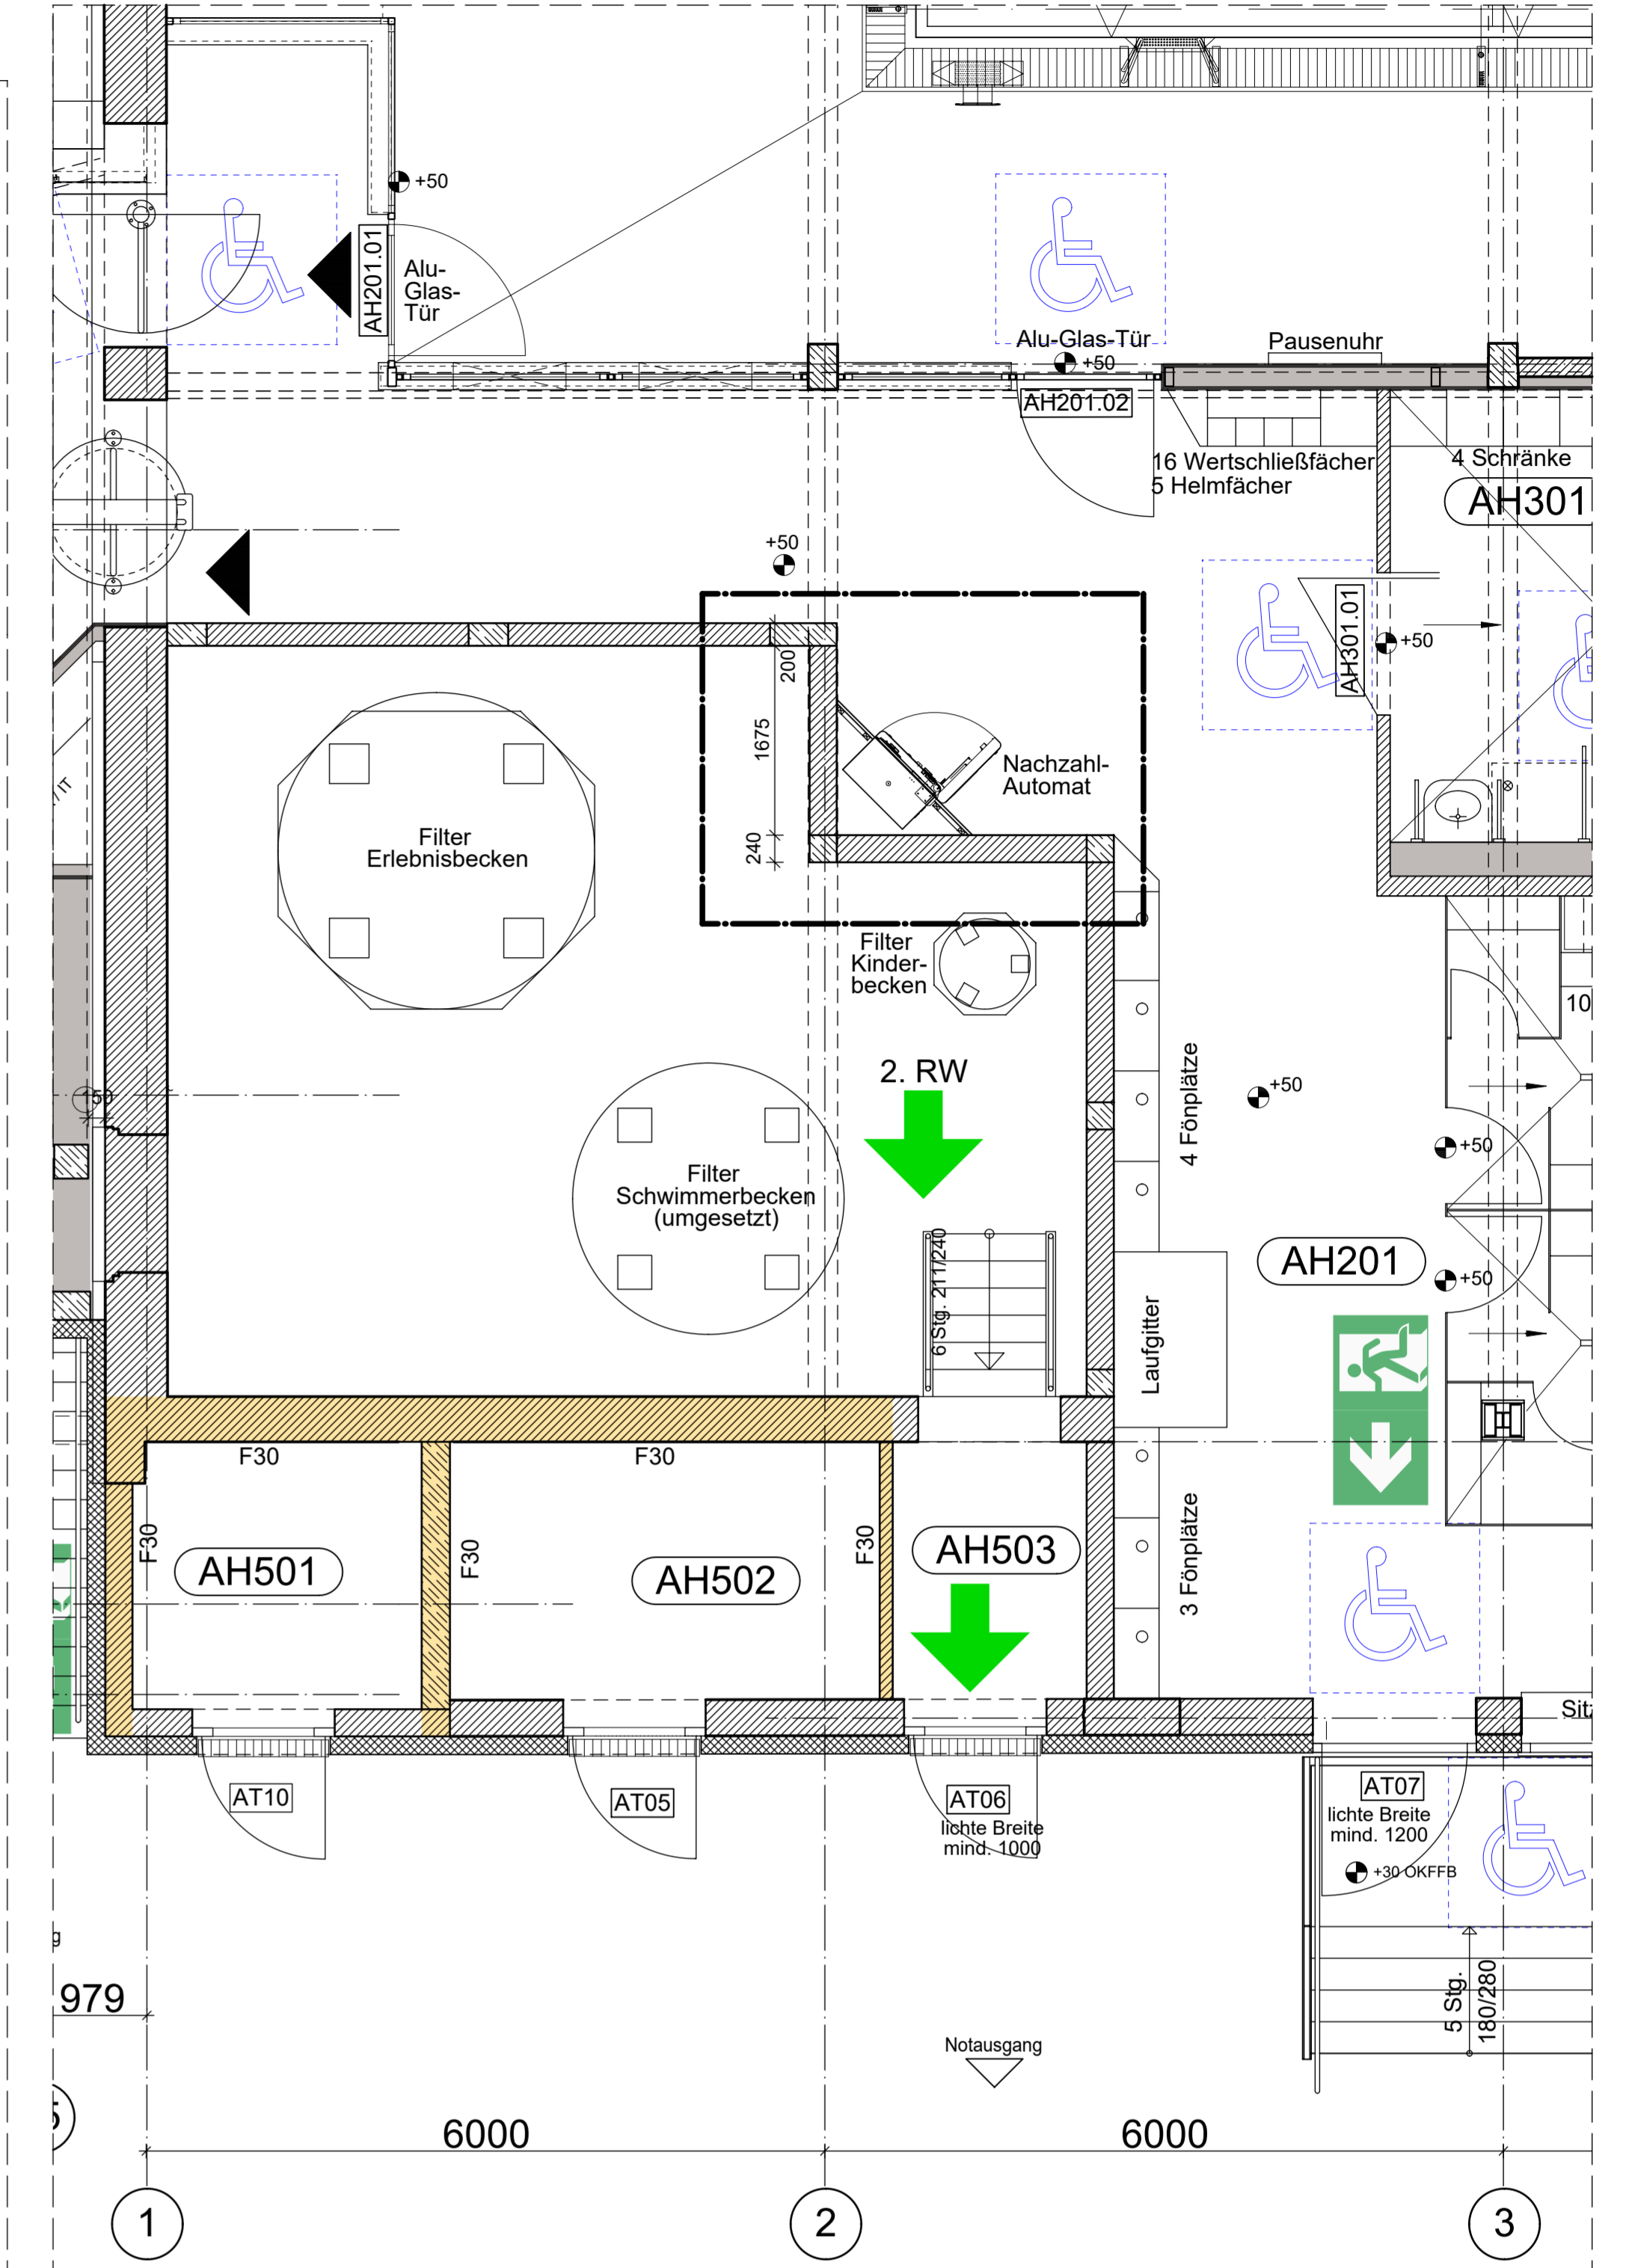 +50
AH201.01
Alu-
Glas-
Tür
Alu-Glas-Tür
+50
Pausenuhr
AH201.02
16 Wertschließfächer
5 Helmfächer
4 Schränke
AH301
+50
AH301.01
+50
200
1675
240
Nachzahl-
Automat
/ IT
Filter
Erlebnisbecken
Filter
Kinder-
becken
10
2. RW
4 Fönplätze
+50
150
+50
Filter
Schwimmerbecken
(umgesetzt)
6 Stg. 211/240
AH201
+50
Laufgitter
F30
F30
F30
AH501
F30
AH502
F30
AH503
3 Fönplätze
Sitz
AT10
AT05
AT06
lichte Breite
mind. 1000
AT07
lichte Breite
mind. 1200
+30 OKFFB
g
979
5 Stg.
180/280
Notausgang
6000
6000
1
2
3